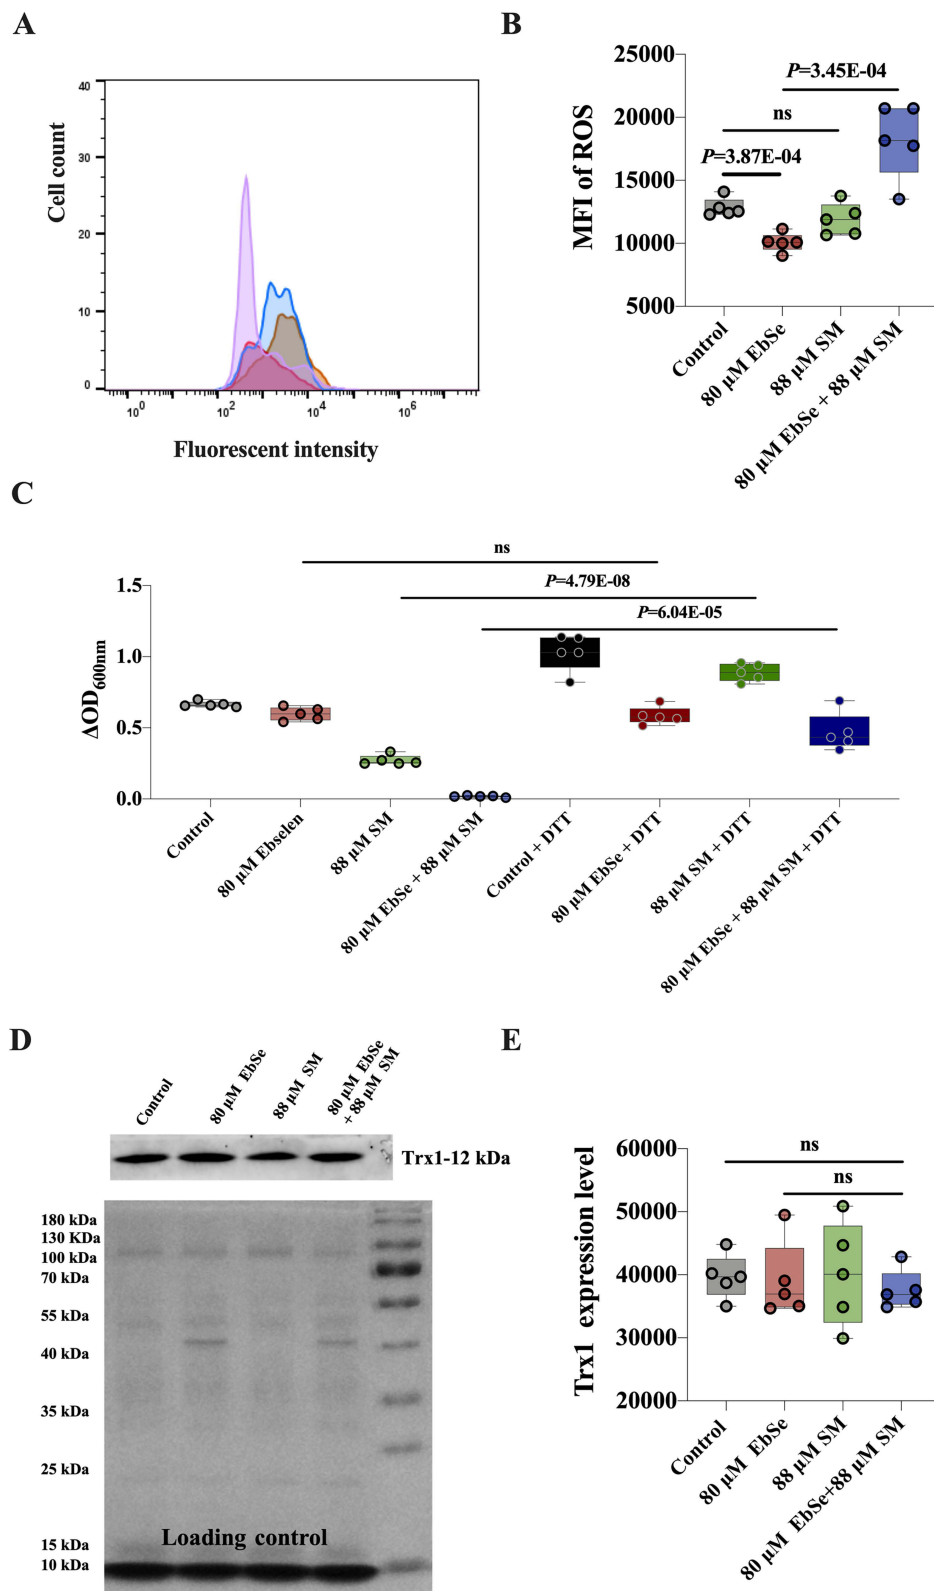 A
40
30
20
10
0
Cell count
10^0
10^2
10^4
10^6
Fluorescent intensity
B
25000
20000
15000
10000
5000
MFI of ROS
P=3.45E-04
ns
P=3.87E-04
Control
80 µM EbSe
88 µM SM
80 µM EbSe + 88 µM SM
C
ns
P=4.79E-08
P=6.04E-05
1.5
1.0
0.5
0.0
ΔOD600nm
Control
80 µM Ebselen
88 µM SM
80 µM EbSe + 88 µM SM
Control + DTT
80 µM EbSe + DTT
88 µM SM + DTT
80 µM EbSe + 88 µM SM + DTT
D
Control
80 µM EbSe
88 µM SM
80 µM EbSe
+ 88 µM SM
Trx1-12 kDa
180 kDa
130 KDa
100 kDa
70 kDa
55 kDa
40 kDa
35 kDa
25 kDa
15 kDa
10 kDa
Loading control
E
60000
50000
40000
30000
20000
Trx1 expression level
ns
ns
Control
80 µM EbSe
88 µM SM
80 µM EbSe+88 µM SM